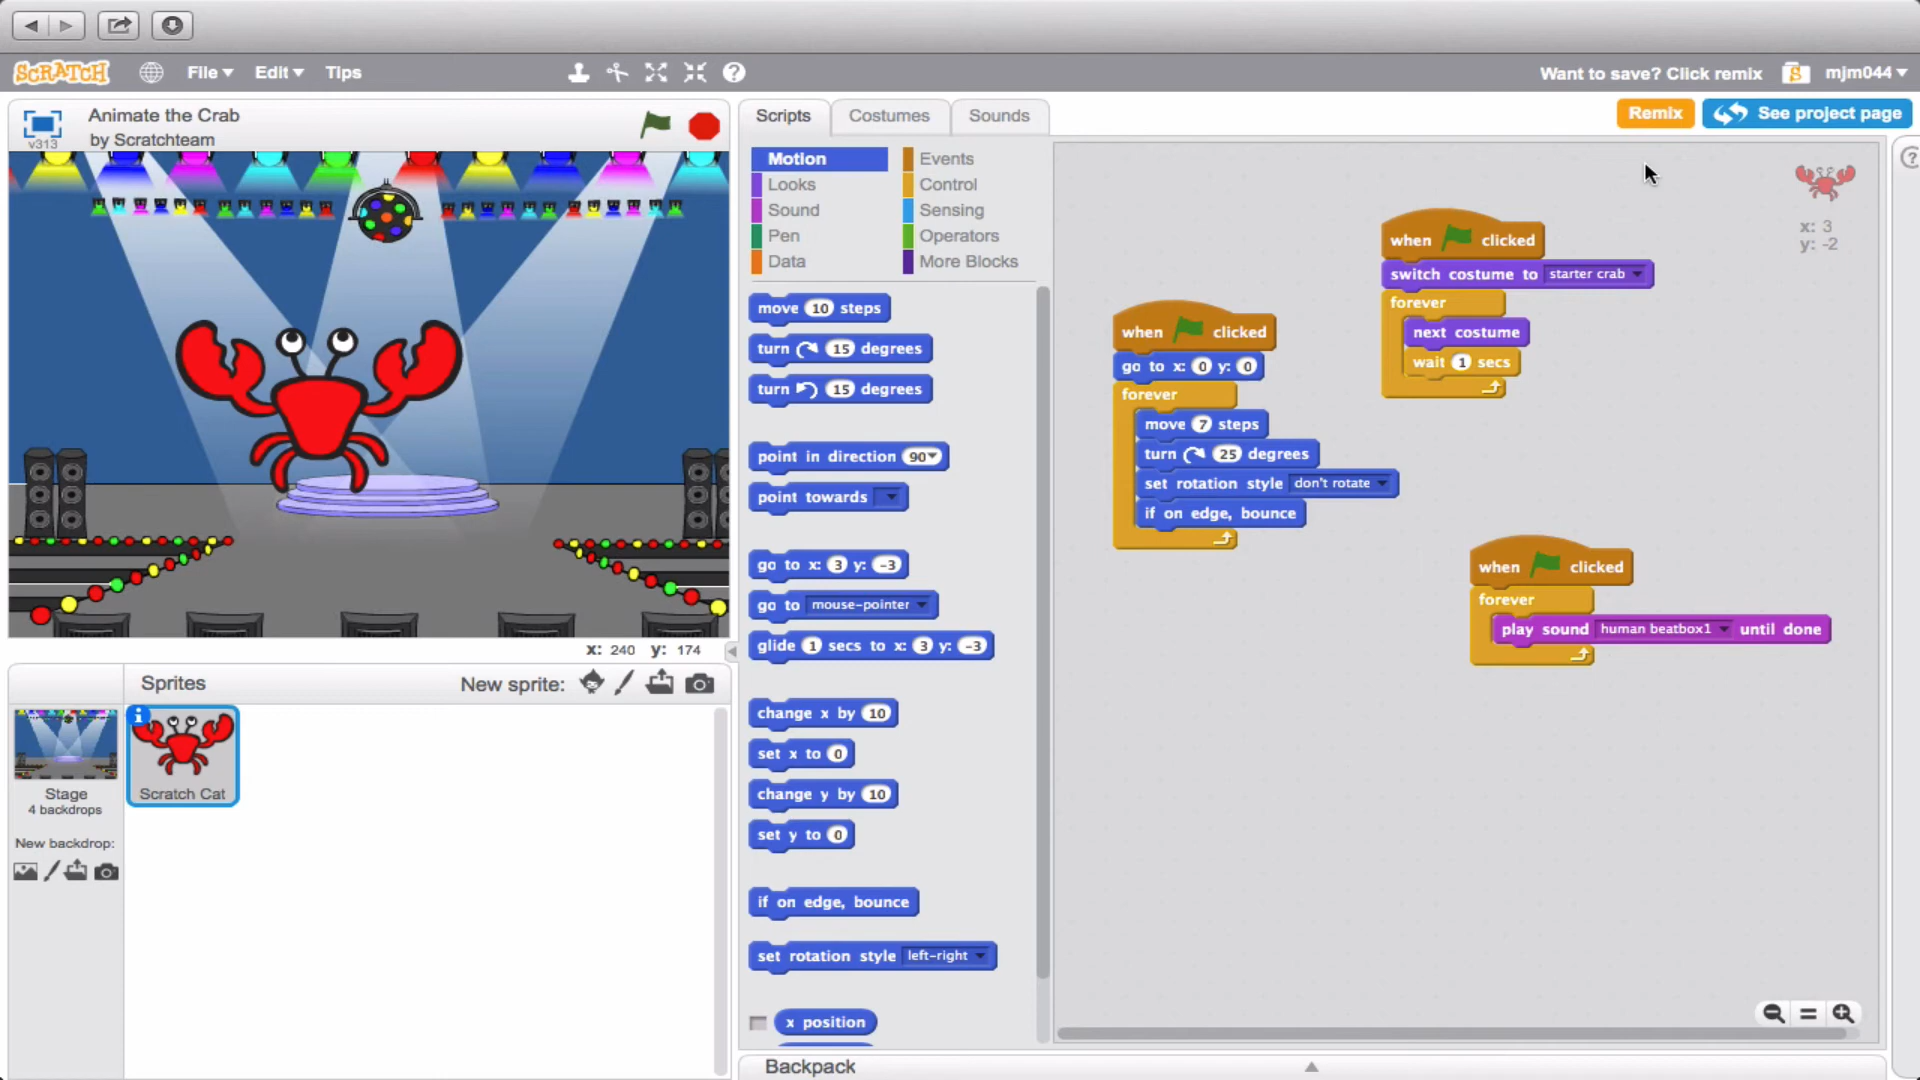 SCRATCH
File
Edit
Tips
Want to save? Click remix
mjm044
v313
Animate the Crab
by Scratchteam
Scripts
Costumes
Sounds
Remix
See project page
Motion
Looks
Sound
Pen
Data
Events
Control
Sensing
Operators
More Blocks
move 10 steps
turn 15 degrees
turn 15 degrees
point in direction 90
point towards
go to x: 3 y: -3
go to mouse-pointer
glide 1 secs to x: 3 y: -3
change x by 10
set x to 0
change y by 10
set y to 0
if on edge, bounce
set rotation style left-right
x position
when clicked
go to x: 0 y: 0
forever
move 7 steps
turn 25 degrees
set rotation style don't rotate
if on edge, bounce
when clicked
switch costume to starter crab
forever
next costume
wait 1 secs
when clicked
forever
play sound human beatbox1 until done
x: 3
y: -2
x: 240 y: 174
Sprites
New sprite:
Stage
4 backdrops
New backdrop:
Scratch Cat
Backpack